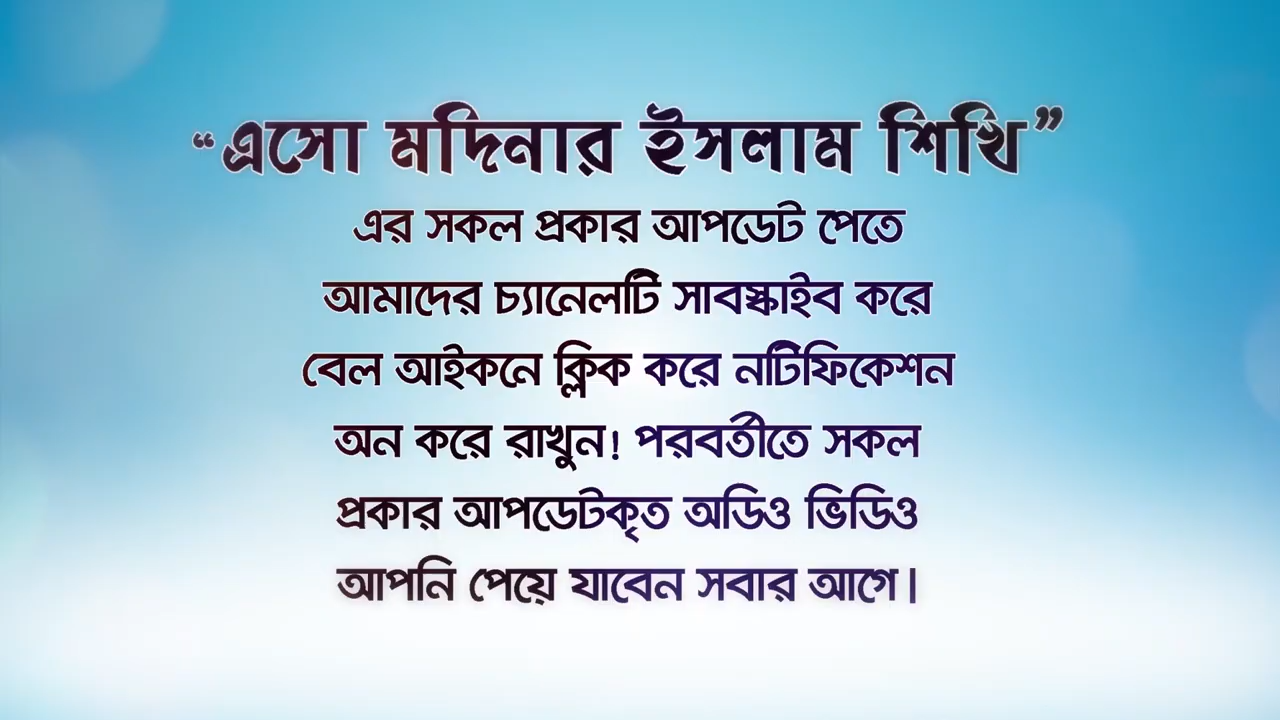 “এসো মদিনার ইসলাম শিখি”
এর সকল প্রকার আপডেট পেতে
আমাদের চ্যানেলটি সাবস্কাইব করে
বেল আইকনে ক্লিক করে নটিফিকেশন
অন করে রাখুন! পরবর্তীতে সকল
প্রকার আপডেটকৃত অডিও ভিডিও
আপনি পেয়ে যাবেন সবার আগে।